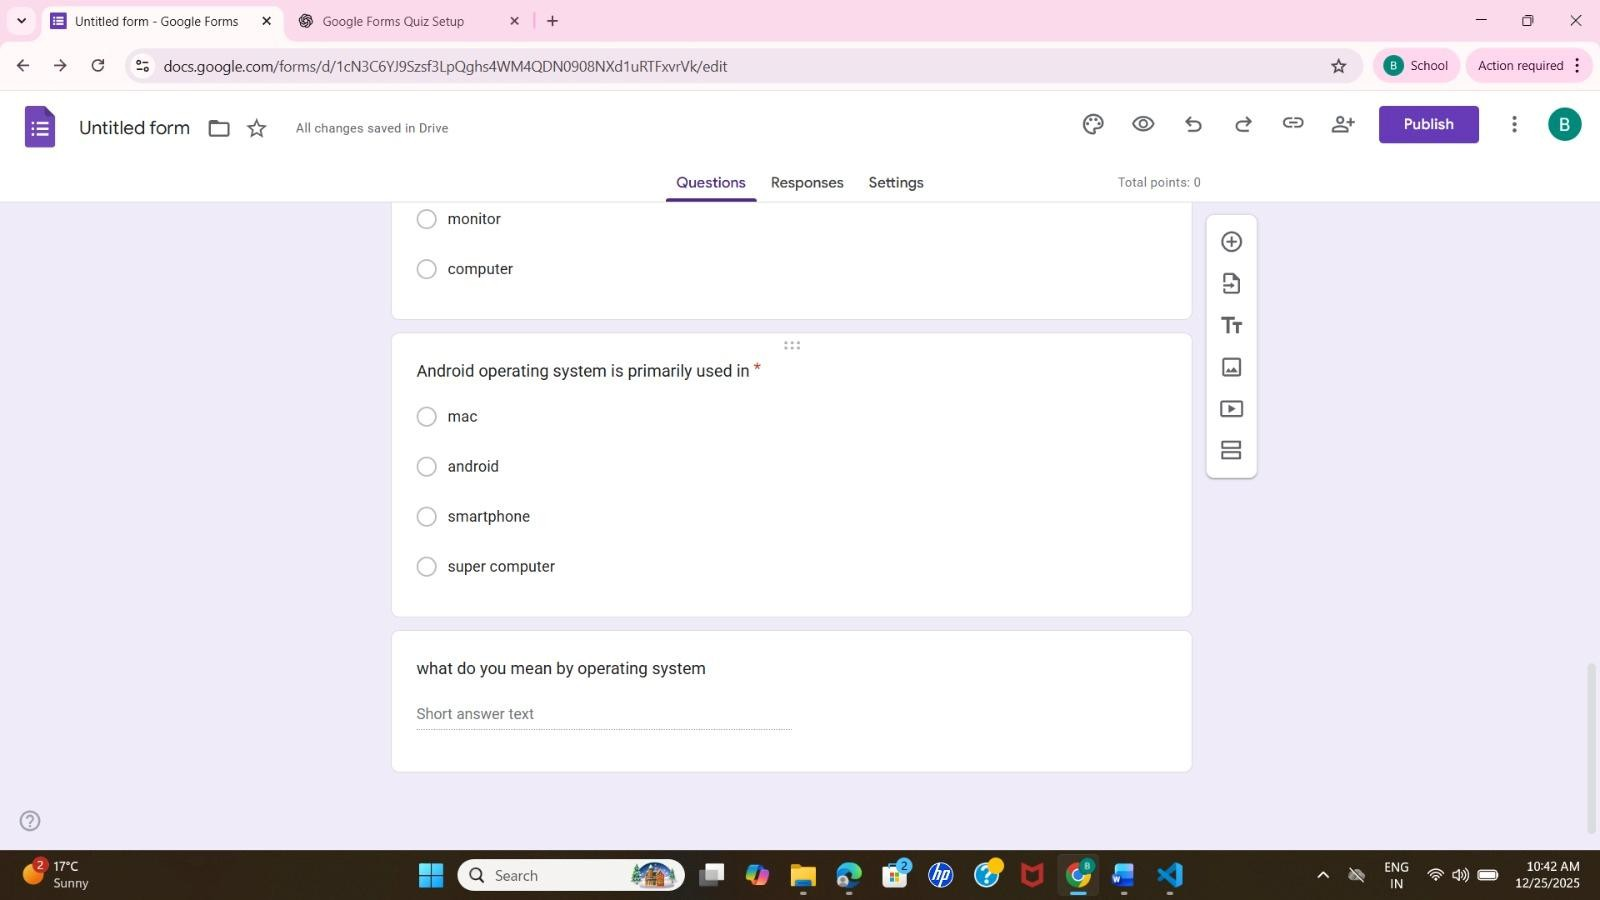 Untitled form - Google Forms
Google Forms Quiz Setup
docs.google.com/forms/d/1cN3C6YJ9Szsf3LpQghs4WM4QDN0908NXd1uRTFxvrVk/edit
B School
Action required
Untitled form
All changes saved in Drive
Publish
B
Questions
Responses
Settings
Total points: 0
monitor
computer
Android operating system is primarily used in *
mac
android
smartphone
super computer
what do you mean by operating system
Short answer text
2
17°C
Sunny
Search
2
ENG
IN
10:42 AM
12/25/2025